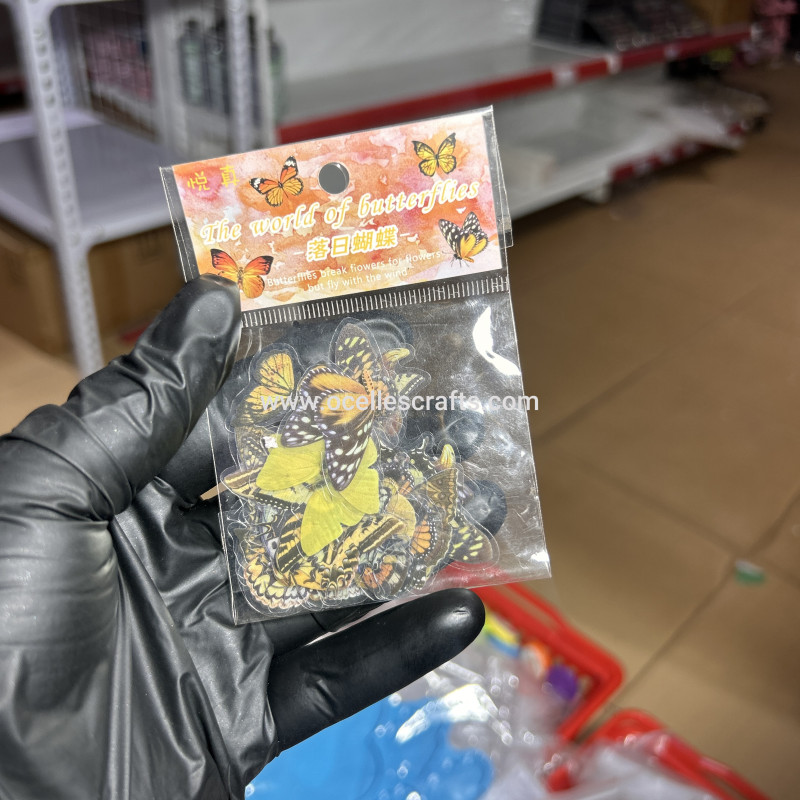 悦真
The world of butterflies
落日蝴蝶
"Butterflies break flowers for flowers,
but fly with the wind"
www.ocellescrafts.com